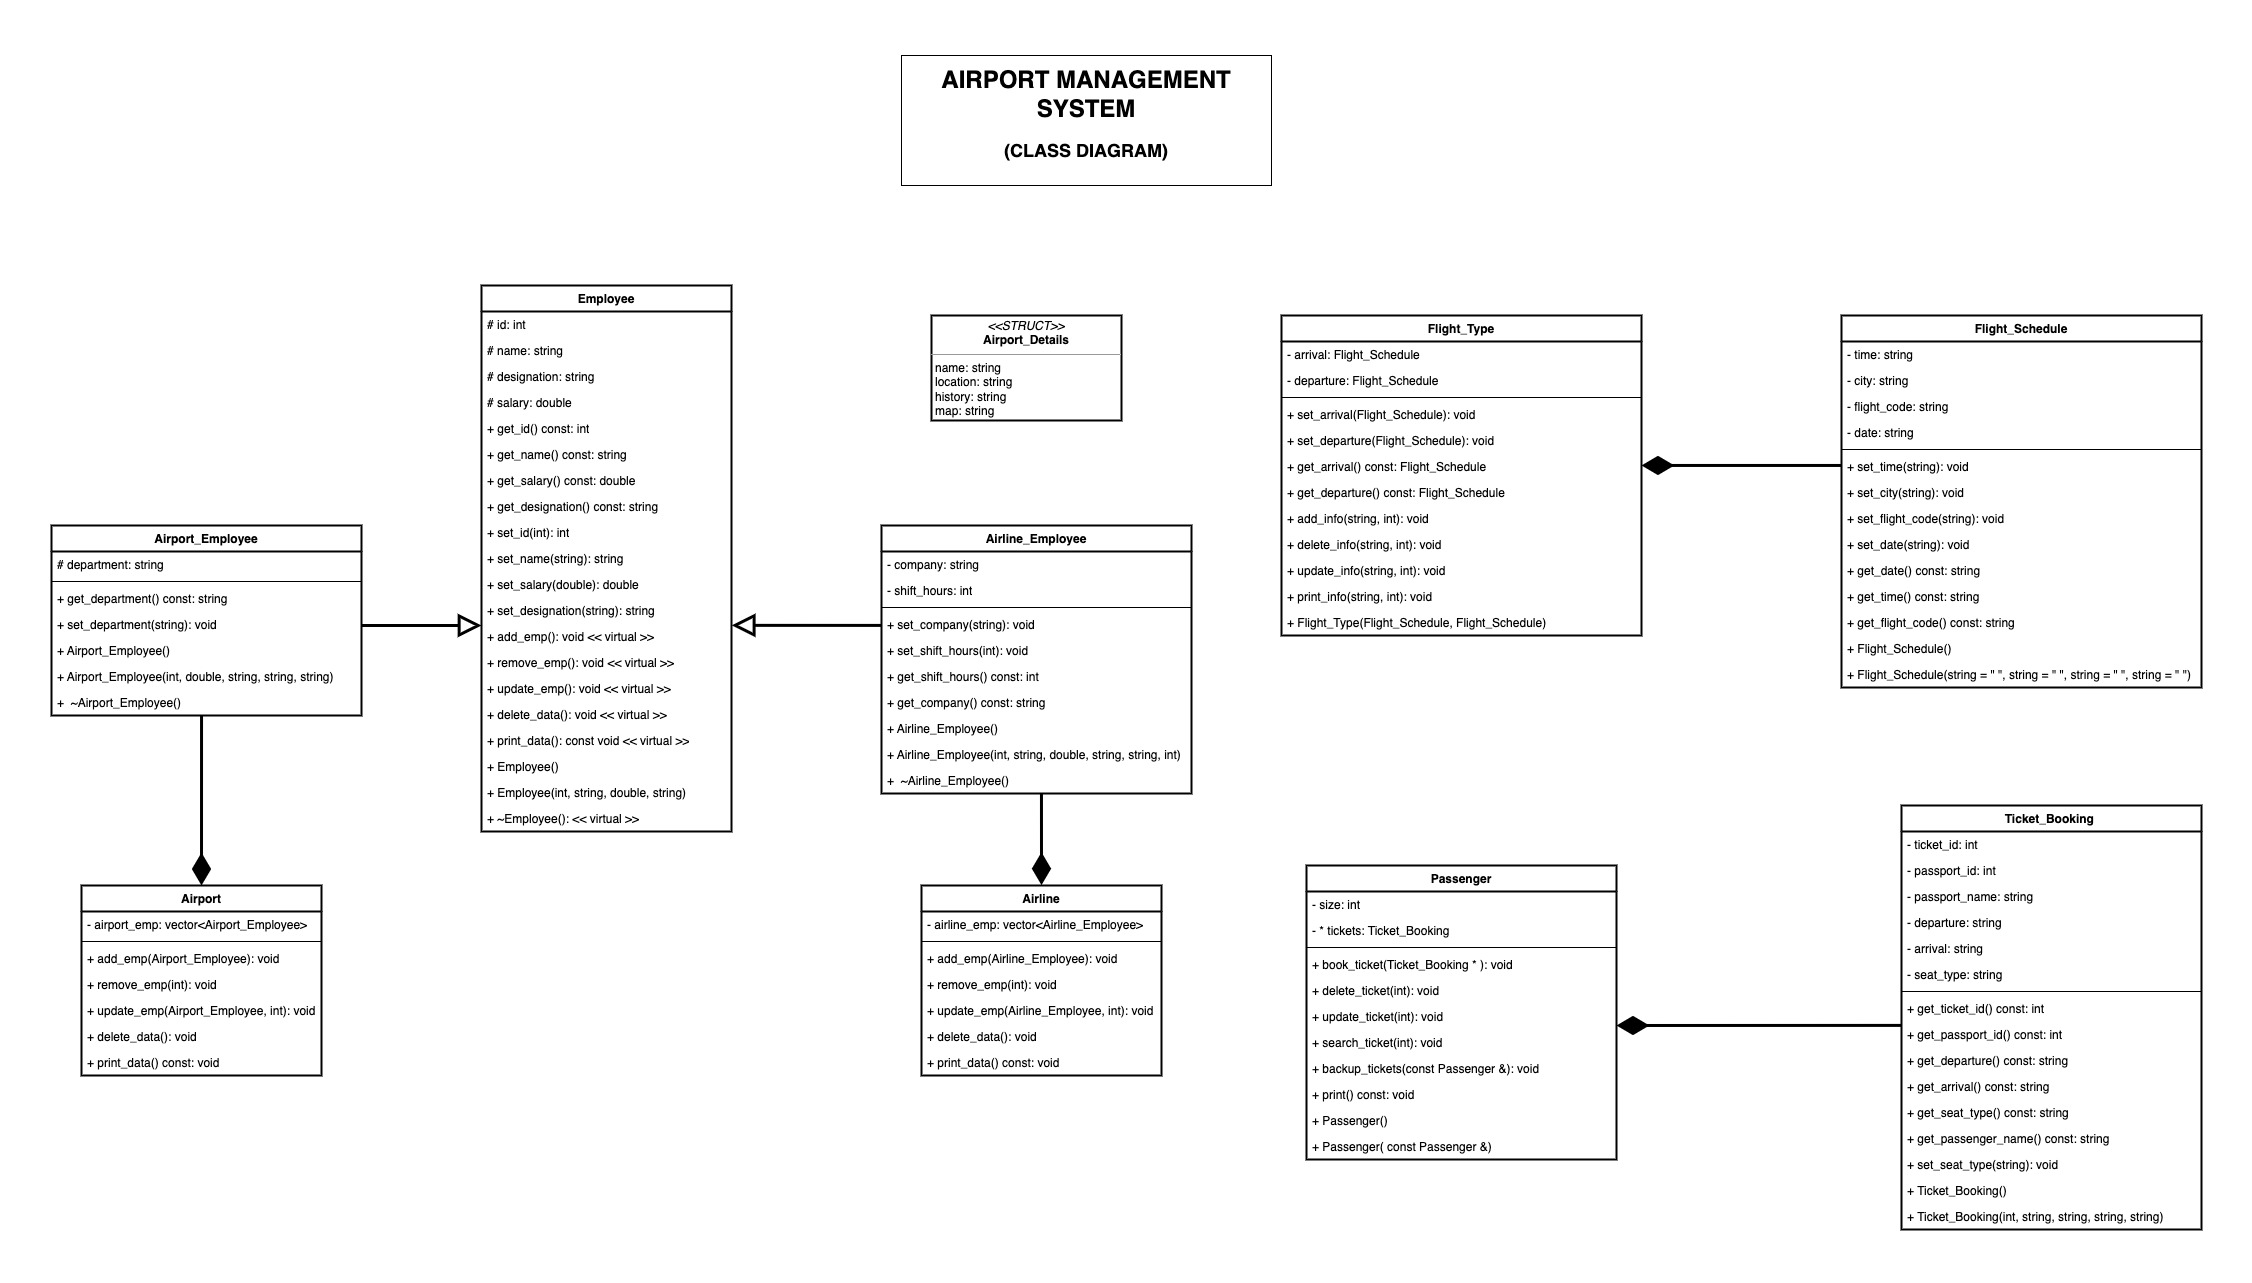 AIRPORT MANAGEMENT
SYSTEM
(CLASS DIAGRAM)
Employee
# id: int
# name: string
# designation: string
# salary: double
+ get_id() const: int
+ get_name() const: string
+ get_salary() const: double
+ get_designation() const: string
+ set_id(int): int
+ set_name(string): string
+ set_salary(double): double
+ set_designation(string): string
+ add_emp(): void << virtual >>
+ remove_emp(): void << virtual >>
+ update_emp(): void << virtual >>
+ delete_data(): void << virtual >>
+ print_data(): const void << virtual >>
+ Employee()
+ Employee(int, string, double, string)
+ ~Employee(): << virtual >>
<<STRUCT>>
Airport_Details
name: string
location: string
history: string
map: string
Flight_Type
- arrival: Flight_Schedule
- departure: Flight_Schedule
+ set_arrival(Flight_Schedule): void
+ set_departure(Flight_Schedule): void
+ get_arrival() const: Flight_Schedule
+ get_departure() const: Flight_Schedule
+ add_info(string, int): void
+ delete_info(string, int): void
+ update_info(string, int): void
+ print_info(string, int): void
+ Flight_Type(Flight_Schedule, Flight_Schedule)
Flight_Schedule
- time: string
- city: string
- flight_code: string
- date: string
+ set_time(string): void
+ set_city(string): void
+ set_flight_code(string): void
+ set_date(string): void
+ get_date() const: string
+ get_time() const: string
+ get_flight_code() const: string
+ Flight_Schedule()
+ Flight_Schedule(string = " ", string = " ", string = " ", string = " ")
Airport_Employee
# department: string
+ get_department() const: string
+ set_department(string): void
+ Airport_Employee()
+ Airport_Employee(int, double, string, string, string)
+ ~Airport_Employee()
Airline_Employee
- company: string
- shift_hours: int
+ set_company(string): void
+ set_shift_hours(int): void
+ get_shift_hours() const: int
+ get_company() const: string
+ Airline_Employee()
+ Airline_Employee(int, string, double, string, string, int)
+ ~Airline_Employee()
Airport
- airport_emp: vector<Airport_Employee>
+ add_emp(Airport_Employee): void
+ remove_emp(int): void
+ update_emp(Airport_Employee, int): void
+ delete_data(): void
+ print_data() const: void
Airline
- airline_emp: vector<Airline_Employee>
+ add_emp(Airline_Employee): void
+ remove_emp(int): void
+ update_emp(Airline_Employee, int): void
+ delete_data(): void
+ print_data() const: void
Passenger
- size: int
- * tickets: Ticket_Booking
+ book_ticket(Ticket_Booking * ): void
+ delete_ticket(int): void
+ update_ticket(int): void
+ search_ticket(int): void
+ backup_tickets(const Passenger &): void
+ print() const: void
+ Passenger()
+ Passenger( const Passenger &)
Ticket_Booking
- ticket_id: int
- passport_id: int
- passport_name: string
- departure: string
- arrival: string
- seat_type: string
+ get_ticket_id() const: int
+ get_passport_id() const: int
+ get_departure() const: string
+ get_arrival() const: string
+ get_seat_type() const: string
+ get_passenger_name() const: string
+ set_seat_type(string): void
+ Ticket_Booking()
+ Ticket_Booking(int, string, string, string, string)